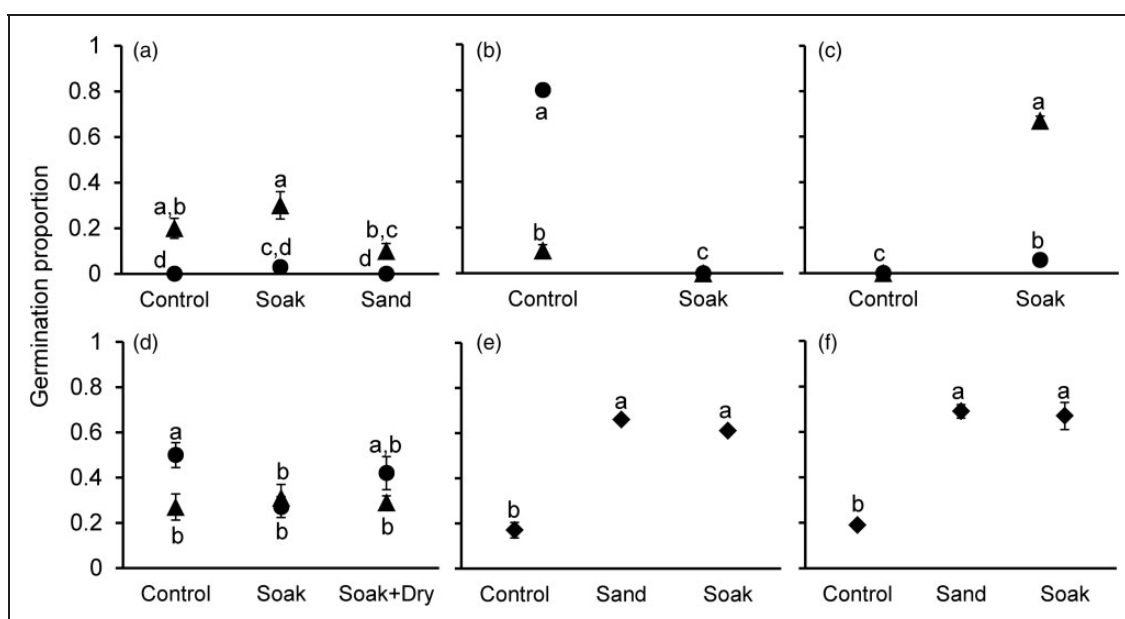 Germination proportion
1
0.8
0.6
0.4
0.2
0
(a)
a,b
a
b,c
d
c,d
d
Control Soak Sand
(b)
a
b
c
Control Soak
(c)
a
c
b
Control Soak
1
0.8
0.6
0.4
0.2
0
(d)
a
b
a,b
b
b
b
Control Soak Soak+Dry
(e)
b
a
a
Control Sand Soak
(f)
b
a
a
Control Sand Soak